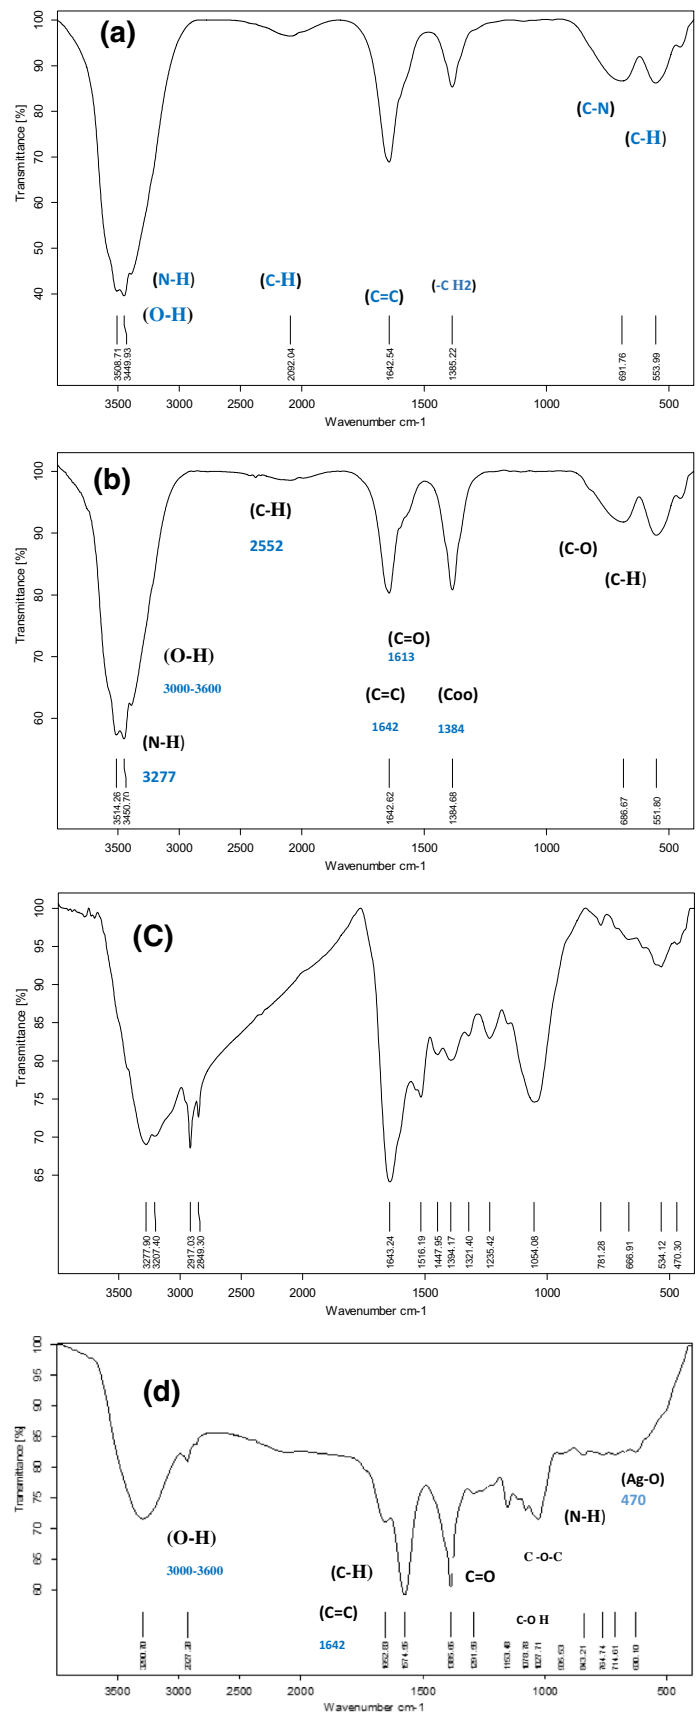 (a)
Transmittance [%]
100
90
80
70
60
50
40
(C-N)
(C-H)
(N-H)
(O-H)
(C-H)
(C=C)
(-C H2)
3508.71
3449.93
2092.04
1642.54
1385.22
691.76
553.99
3500
3000
2500
2000
1500
1000
500
Wavenumber cm-1
(b)
Transmittance [%]
100
90
80
70
60
(C-H)
2552
(C-O)
(C-H)
(O-H)
3000-3600
(C=O)
1613
(N-H)
3277
(C=C)
1642
(Coo)
1384
3514.26
3450.70
1642.62
1384.68
686.67
551.80
3500
3000
2500
2000
1500
1000
500
Wavenumber cm-1
(C)
Transmittance [%]
100
95
90
85
80
75
70
65
3277.90
3207.40
2917.03
2849.30
1643.24
1516.19
1447.95
1394.17
1321.40
1235.42
1054.08
781.28
666.91
534.12
470.30
3500
3000
2500
2000
1500
1000
500
Wavenumber cm-1
(d)
Transmittance [%]
100
95
90
85
80
75
70
65
60
(Ag-O)
470
(N-H)
(O-H)
3000-3600
(C-H)
C=O
C -O-C
(C=C)
1642
C-O H
1027.71
3500
3000
2500
2000
1500
1000
500
Wavenumber cm-1